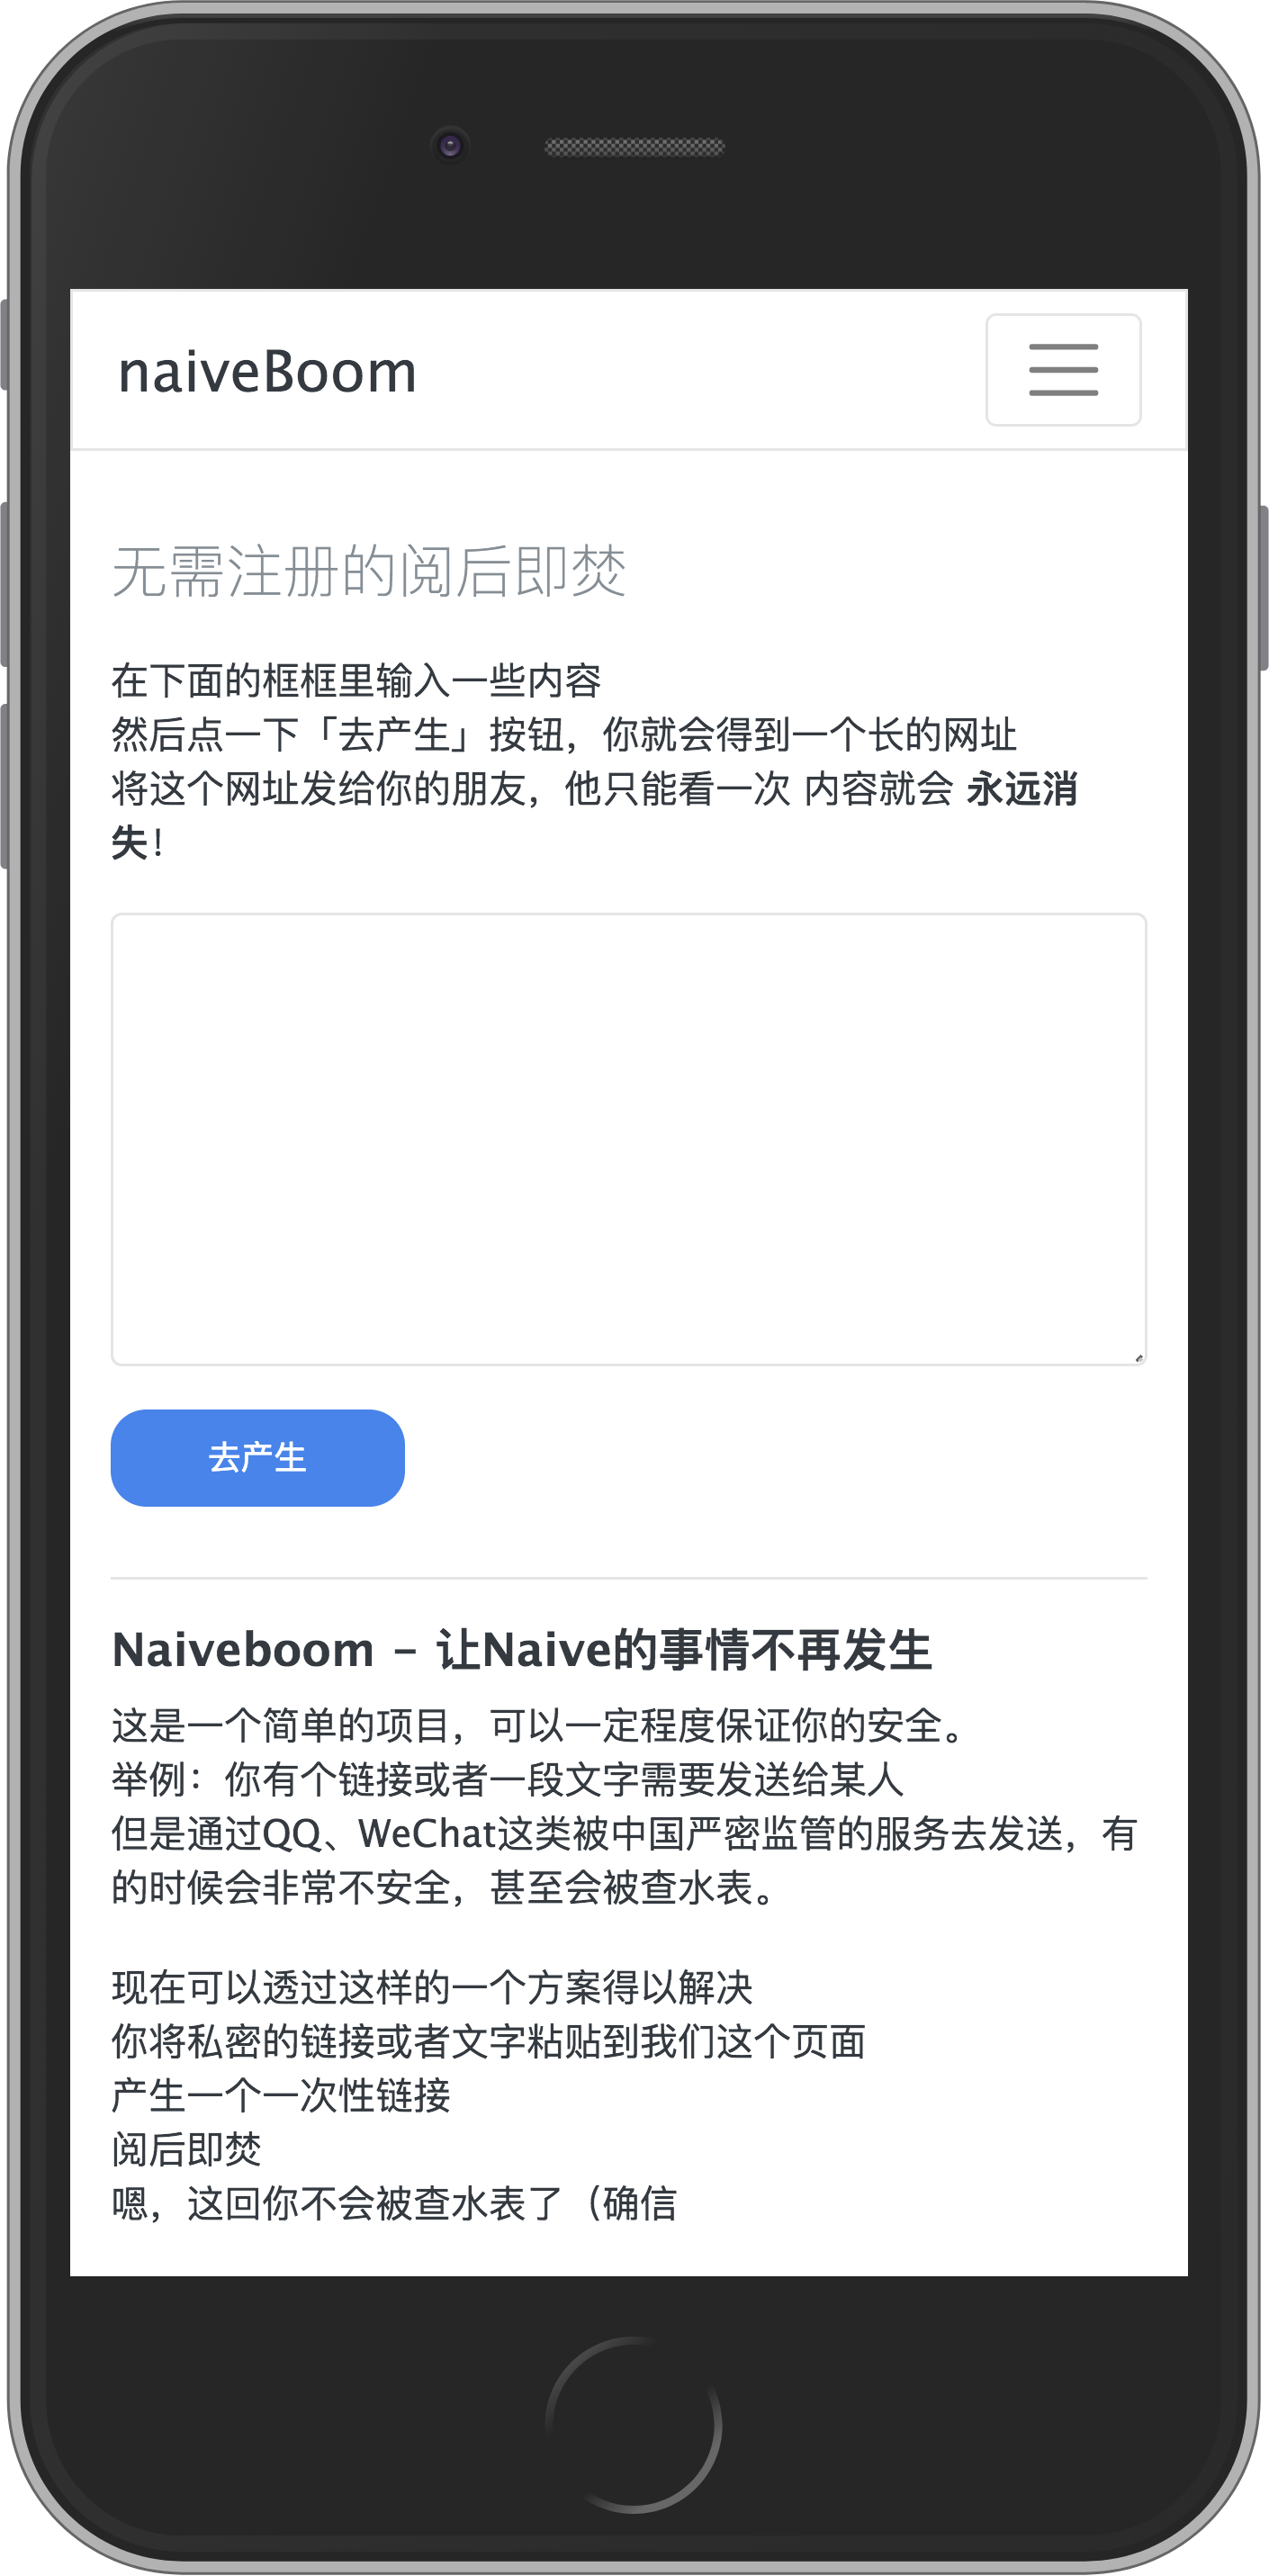 naiveBoom
无需注册的阅后即焚
在下面的框框里输入一些内容
然后点一下「去产生」按钮，你就会得到一个长的网址
将这个网址发给你的朋友，他只能看一次 内容就会 永远消
失！
去产生
Naiveboom - 让Naive的事情不再发生
这是一个简单的项目，可以一定程度保证你的安全。
举例：你有个链接或者一段文字需要发送给某人
但是通过QQ、WeChat这类被中国严密监管的服务去发送，有
的时候会非常不安全，甚至会被查水表。
现在可以透过这样的一个方案得以解决
你将私密的链接或者文字粘贴到我们这个页面
产生一个一次性链接
阅后即焚
嗯，这回你不会被查水表了（确信